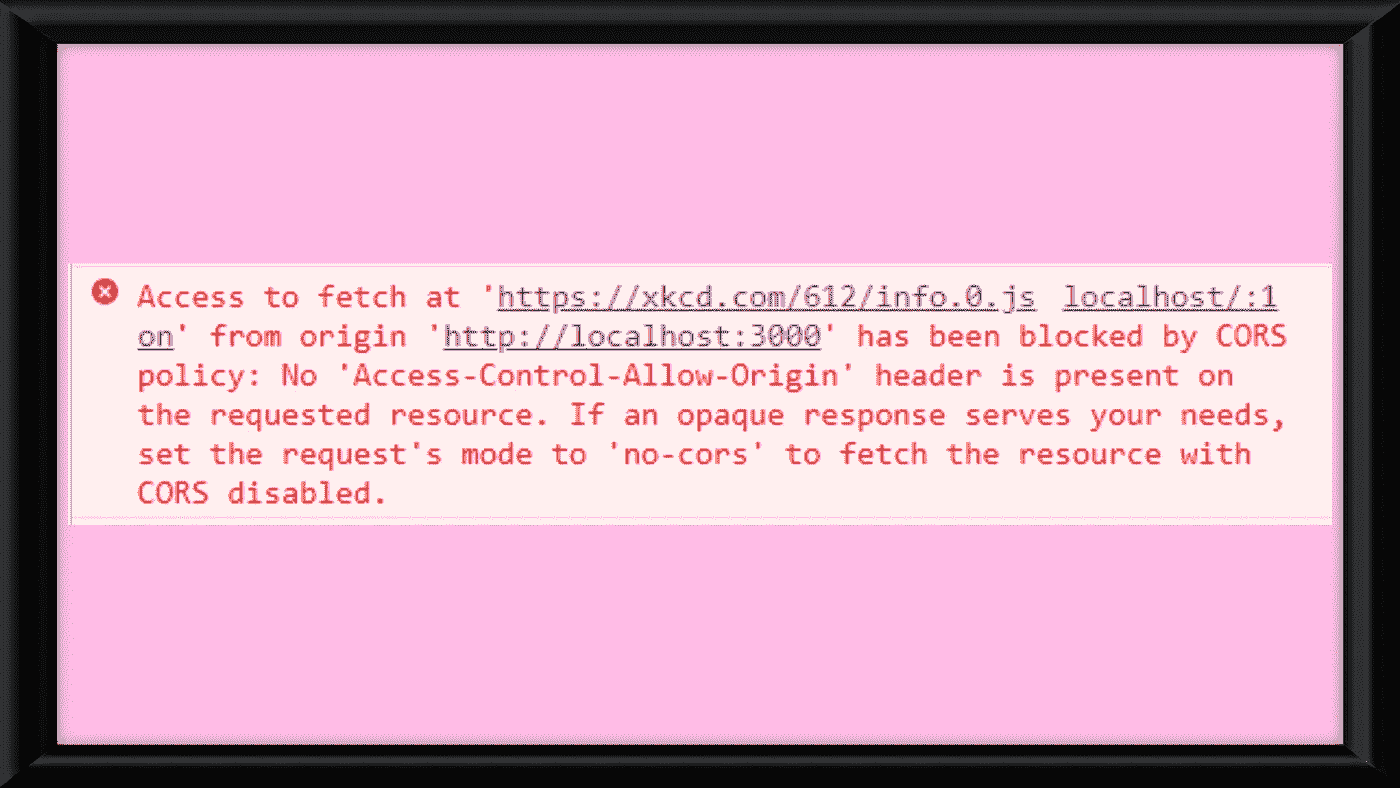 Access to fetch at 'https://xkcd.com/612/info.0.js localhost/:1
on' from origin 'http://localhost:3000' has been blocked by CORS
policy: No 'Access-Control-Allow-Origin' header is present on
the requested resource. If an opaque response serves your needs,
set the request's mode to 'no-cors' to fetch the resource with
CORS disabled.